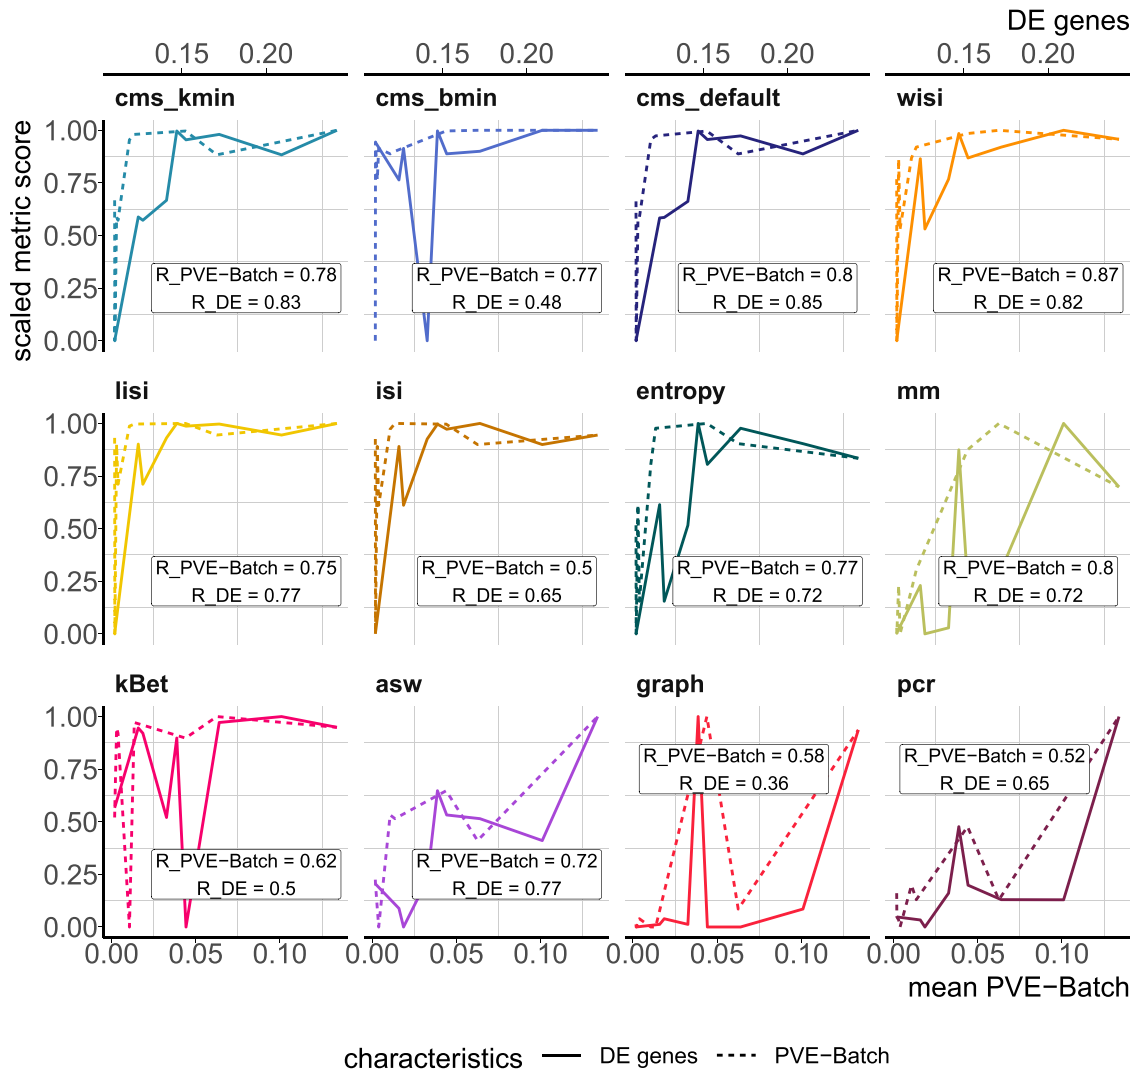 DE genes
0.15 0.20 0.15 0.20 0.15 0.20 0.15 0.20
cms_kmin cms_bmin cms_default wisi
scaled metric score
1.00
0.75
0.50
0.25
0.00
R_PVE−Batch = 0.78
R_DE = 0.83
R_PVE−Batch = 0.77
R_DE = 0.48
R_PVE−Batch = 0.8
R_DE = 0.85
R_PVE−Batch = 0.87
R_DE = 0.82
lisi isi entropy mm
1.00
0.75
0.50
0.25
0.00
R_PVE−Batch = 0.75
R_DE = 0.77
R_PVE−Batch = 0.5
R_DE = 0.65
R_PVE−Batch = 0.77
R_DE = 0.72
R_PVE−Batch = 0.8
R_DE = 0.72
kBet asw graph pcr
1.00
0.75
0.50
0.25
0.00
R_PVE−Batch = 0.62
R_DE = 0.5
R_PVE−Batch = 0.72
R_DE = 0.77
R_PVE−Batch = 0.58
R_DE = 0.36
R_PVE−Batch = 0.52
R_DE = 0.65
0.00 0.05 0.10 0.00 0.05 0.10 0.00 0.05 0.10 0.00 0.05 0.10
mean PVE−Batch
characteristics DE genes PVE−Batch